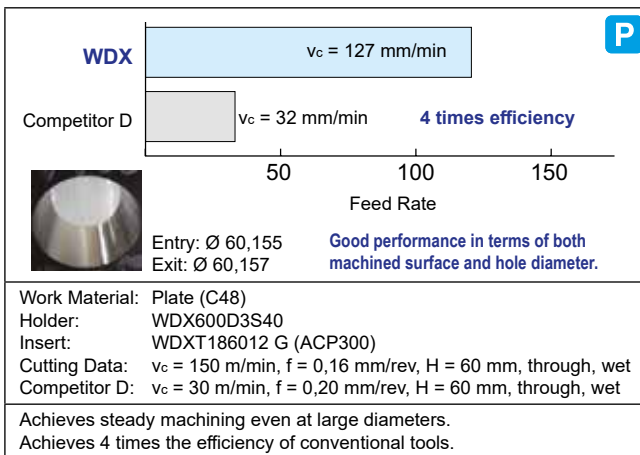 P
WDX
vc = 127 mm/min
Competitor D
vc = 32 mm/min
4 times efficiency
50
100
150
Feed Rate
Entry: Ø 60,155
Exit: Ø 60,157
Good performance in terms of both
machined surface and hole diameter.
Work Material: Plate (C48)
Holder: WDX600D3S40
Insert: WDXT186012 G (ACP300)
Cutting Data: vc = 150 m/min, f = 0,16 mm/rev, H = 60 mm, through, wet
Competitor D: vc = 30 m/min, f = 0,20 mm/rev, H = 60 mm, through, wet
Achieves steady machining even at large diameters.
Achieves 4 times the efficiency of conventional tools.